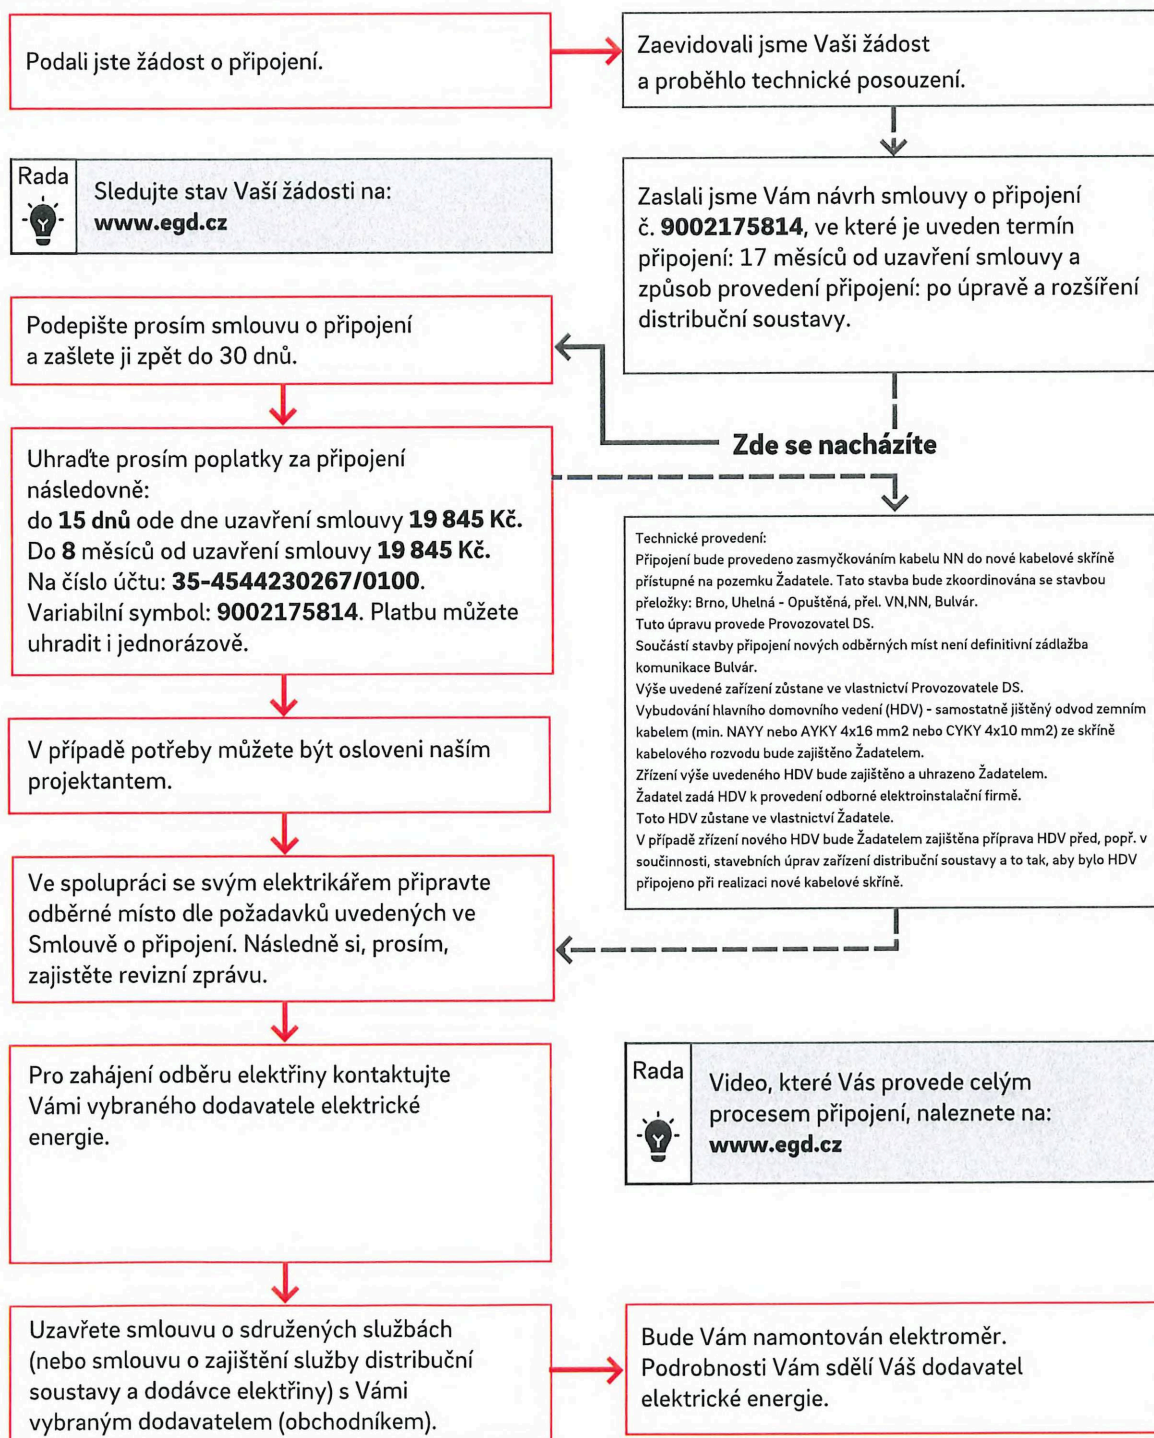 Podali jste žádost o připojení.
Zaevidovali jsme Vaši žádost
a proběhlo technické posouzení.
Rada
Sledujte stav Vaší žádosti na:
www.egd.cz
Zaslali jsme Vám návrh smlouvy o připojení
č. 9002175814, ve které je uveden termín
připojení: 17 měsíců od uzavření smlouvy a
způsob provedení připojení: po úpravě a rozšíření
distribuční soustavy.
Podepište prosím smlouvu o připojení
a zašlete ji zpět do 30 dnů.
Zde se nacházíte
Uhraďte prosím poplatky za připojení
následovně:
do 15 dnů ode dne uzavření smlouvy 19 845 Kč.
Do 8 měsíců od uzavření smlouvy 19 845 Kč.
Na číslo účtu: 35-4544230267/0100.
Variabilní symbol: 9002175814. Platbu můžete
uhradit i jednorázově.
Technické provedení:
Připojení bude provedeno zasmyčkováním kabelu NN do nové kabelové skříně
přístupné na pozemku Žadatele. Tato stavba bude zkoordinována se stavbou
přeložky: Brno, Uhelná - Opuštěná, přel. VN,NN, Bulvár.
Tuto úpravu provede Provozovatel DS.
Součástí stavby připojení nových odběrných míst není definitivní zádlažba
komunikace Bulvár.
Výše uvedené zařízení zůstane ve vlastnictví Provozovatele DS.
Vybudování hlavního domovního vedení (HDV) - samostatně jištěný odvod zemním
kabelem (min. NAYY nebo AYKY 4x16 mm2 nebo CYKY 4x10 mm2) ze skříně
kabelového rozvodu bude zajištěno Žadatelem.
Zřízení výše uvedeného HDV bude zajištěno a uhrazeno Žadatelem.
Žadatel zadá HDV k provedení odborné elektroinstalační firmě.
Toto HDV zůstane ve vlastnictví Žadatele.
V případě zřízení nového HDV bude Žadatelem zajištěna příprava HDV před, popř. v
součinnosti, stavebních úprav zařízení distribuční soustavy a to tak, aby bylo HDV
připojeno při realizaci nové kabelové skříně.
V případě potřeby můžete být osloveni naším
projektantem.
Ve spolupráci se svým elektrikářem připravte
odběrné místo dle požadavků uvedených ve
Smlouvě o připojení. Následně si, prosím,
zajistěte revizní zprávu.
Pro zahájení odběru elektřiny kontaktujte
Vámi vybraného dodavatele elektrické
energie.
Rada
Video, které Vás provede celým
procesem připojení, naleznete na:
www.egd.cz
Uzavřete smlouvu o sdružených službách
(nebo smlouvu o zajištění služby distribuční
soustavy a dodávce elektřiny) s Vámi
vybraným dodavatelem (obchodníkem).
Bude Vám namontován elektroměr.
Podrobnosti Vám sdělí Váš dodavatel
elektrické energie.